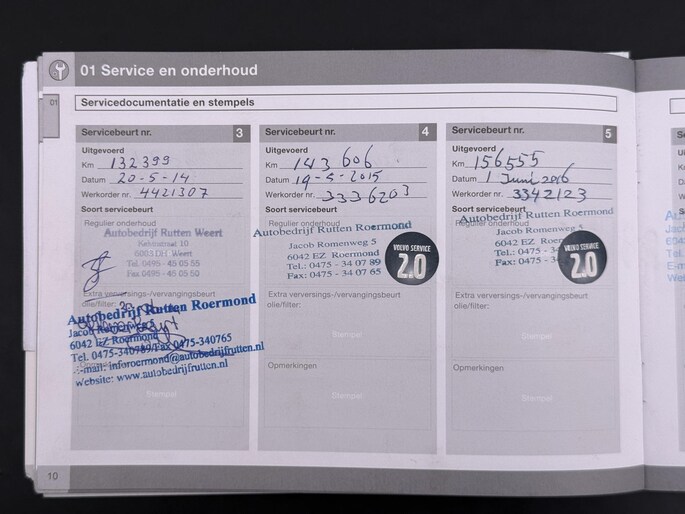 01 Service en onderhoud
01
Servicedocumentatie en stempels
Servicebeurt nr. 3
Uitgevoerd
Km 132399
Datum 20-5-14
Werkorder nr. 4421307
Soort servicebeurt
Regulier onderhoud
Autobedrijf Rutten Weert
Kelvinstraat 10
6003 DH Weert
Tel. 0495 - 45 05 55
Fax 0495 - 45 05 50
Extra verversings-/vervangingsbeurt
olie/filter:
Autobedrijf Rutten Roermond
Jacob Romenweg 5
6042 EZ Roermond
Tel. 0475-340789/Fax 0475-340765
e-mail: inforoermond@autobedrijfrutten.nl
website: www.autobedrijfrutten.nl
Stempel
Servicebeurt nr. 4
Uitgevoerd
Km 143 606
Datum 19-5-2015
Werkorder nr. 3336203
Soort servicebeurt
Regulier onderhoud
Autobedrijf Rutten Roermond
Jacob Romenweg 5
6042 EZ Roermond
Tel.: 0475 - 34 07 89
Fax: 0475 - 34 07 65
VOLVO SERVICE
2.0
Extra verversings-/vervangingsbeurt
olie/filter:
Stempel
Opmerkingen
Stempel
Servicebeurt nr. 5
Uitgevoerd
Km 156555
Datum 1 Juni 2016
Werkorder nr. 3342123
Soort servicebeurt
Regulier onderhoud
Autobedrijf Rutten Roermond
Jacob Romenweg 5
6042 EZ Roermond
Tel.: 0475 - 34
Fax: 0475 - 34
VOLVO SERVICE
2.0
Extra verversings-/vervangingsbeurt
olie/filter:
Stempel
Opmerkingen
Stempel
10